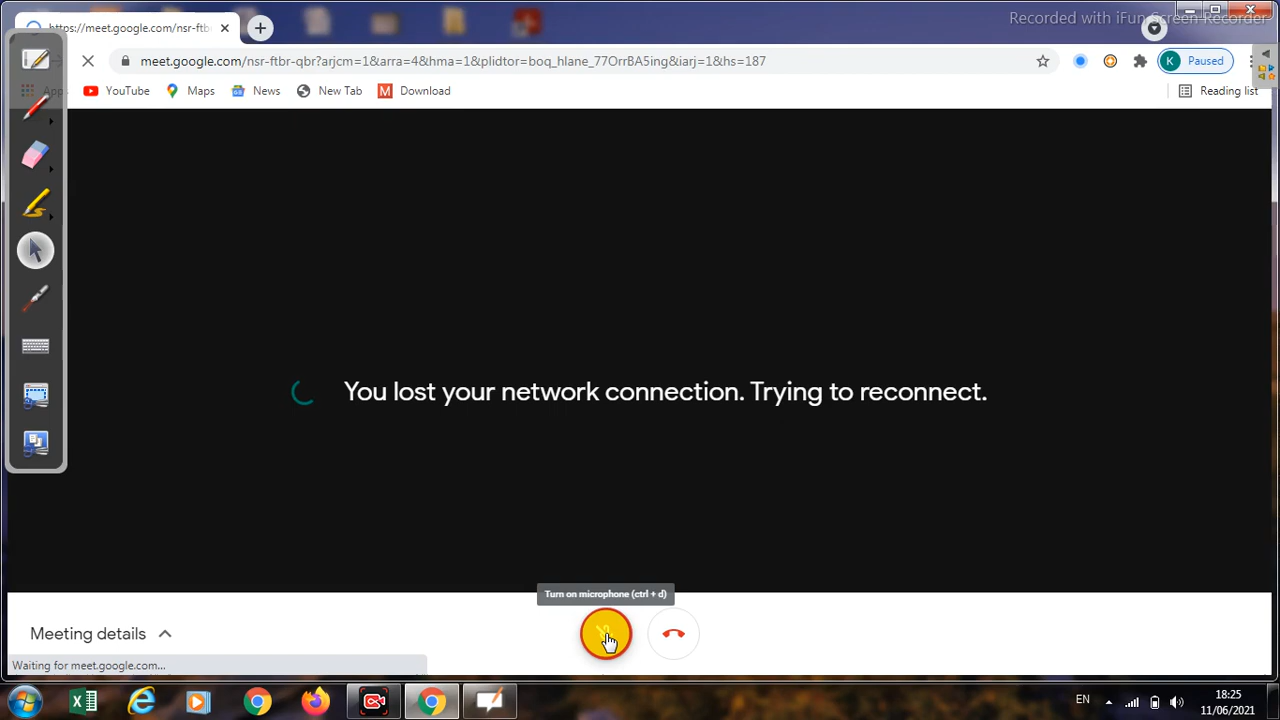 Recorded with iFun Screen Recorder
https://meet.google.com/nsr-ftb
meet.google.com/nsr-ftbr-qbr?arjcm=1&arra=4&hma=1&plidtor=boq_hlane_77OrrBA5ing&iarj=1&hs=187
K Paused
Apps YouTube Maps News New Tab M Download Reading list
You lost your network connection. Trying to reconnect.
Turn on microphone (ctrl + d)
Meeting details
Waiting for meet.google.com...
EN
18:25
11/06/2021